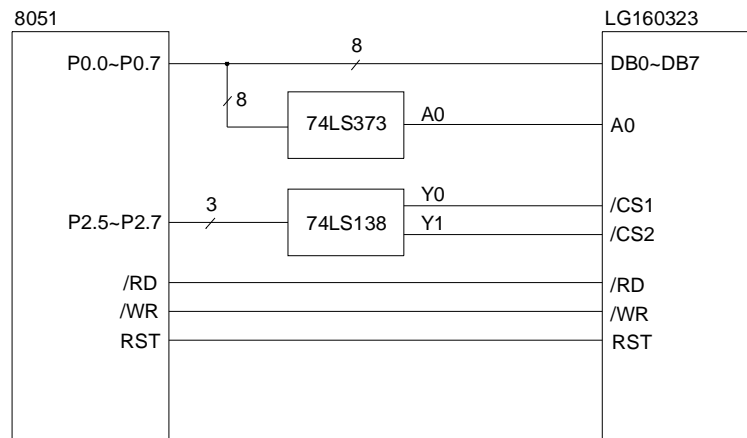 8051 LG160323
P0.0~P0.7 8 DB0~DB7
8
74LS373 A0 A0
P2.5~P2.7 3 74LS138 Y0 /CS1
Y1 /CS2
/RD /RD
/WR /WR
RST RST